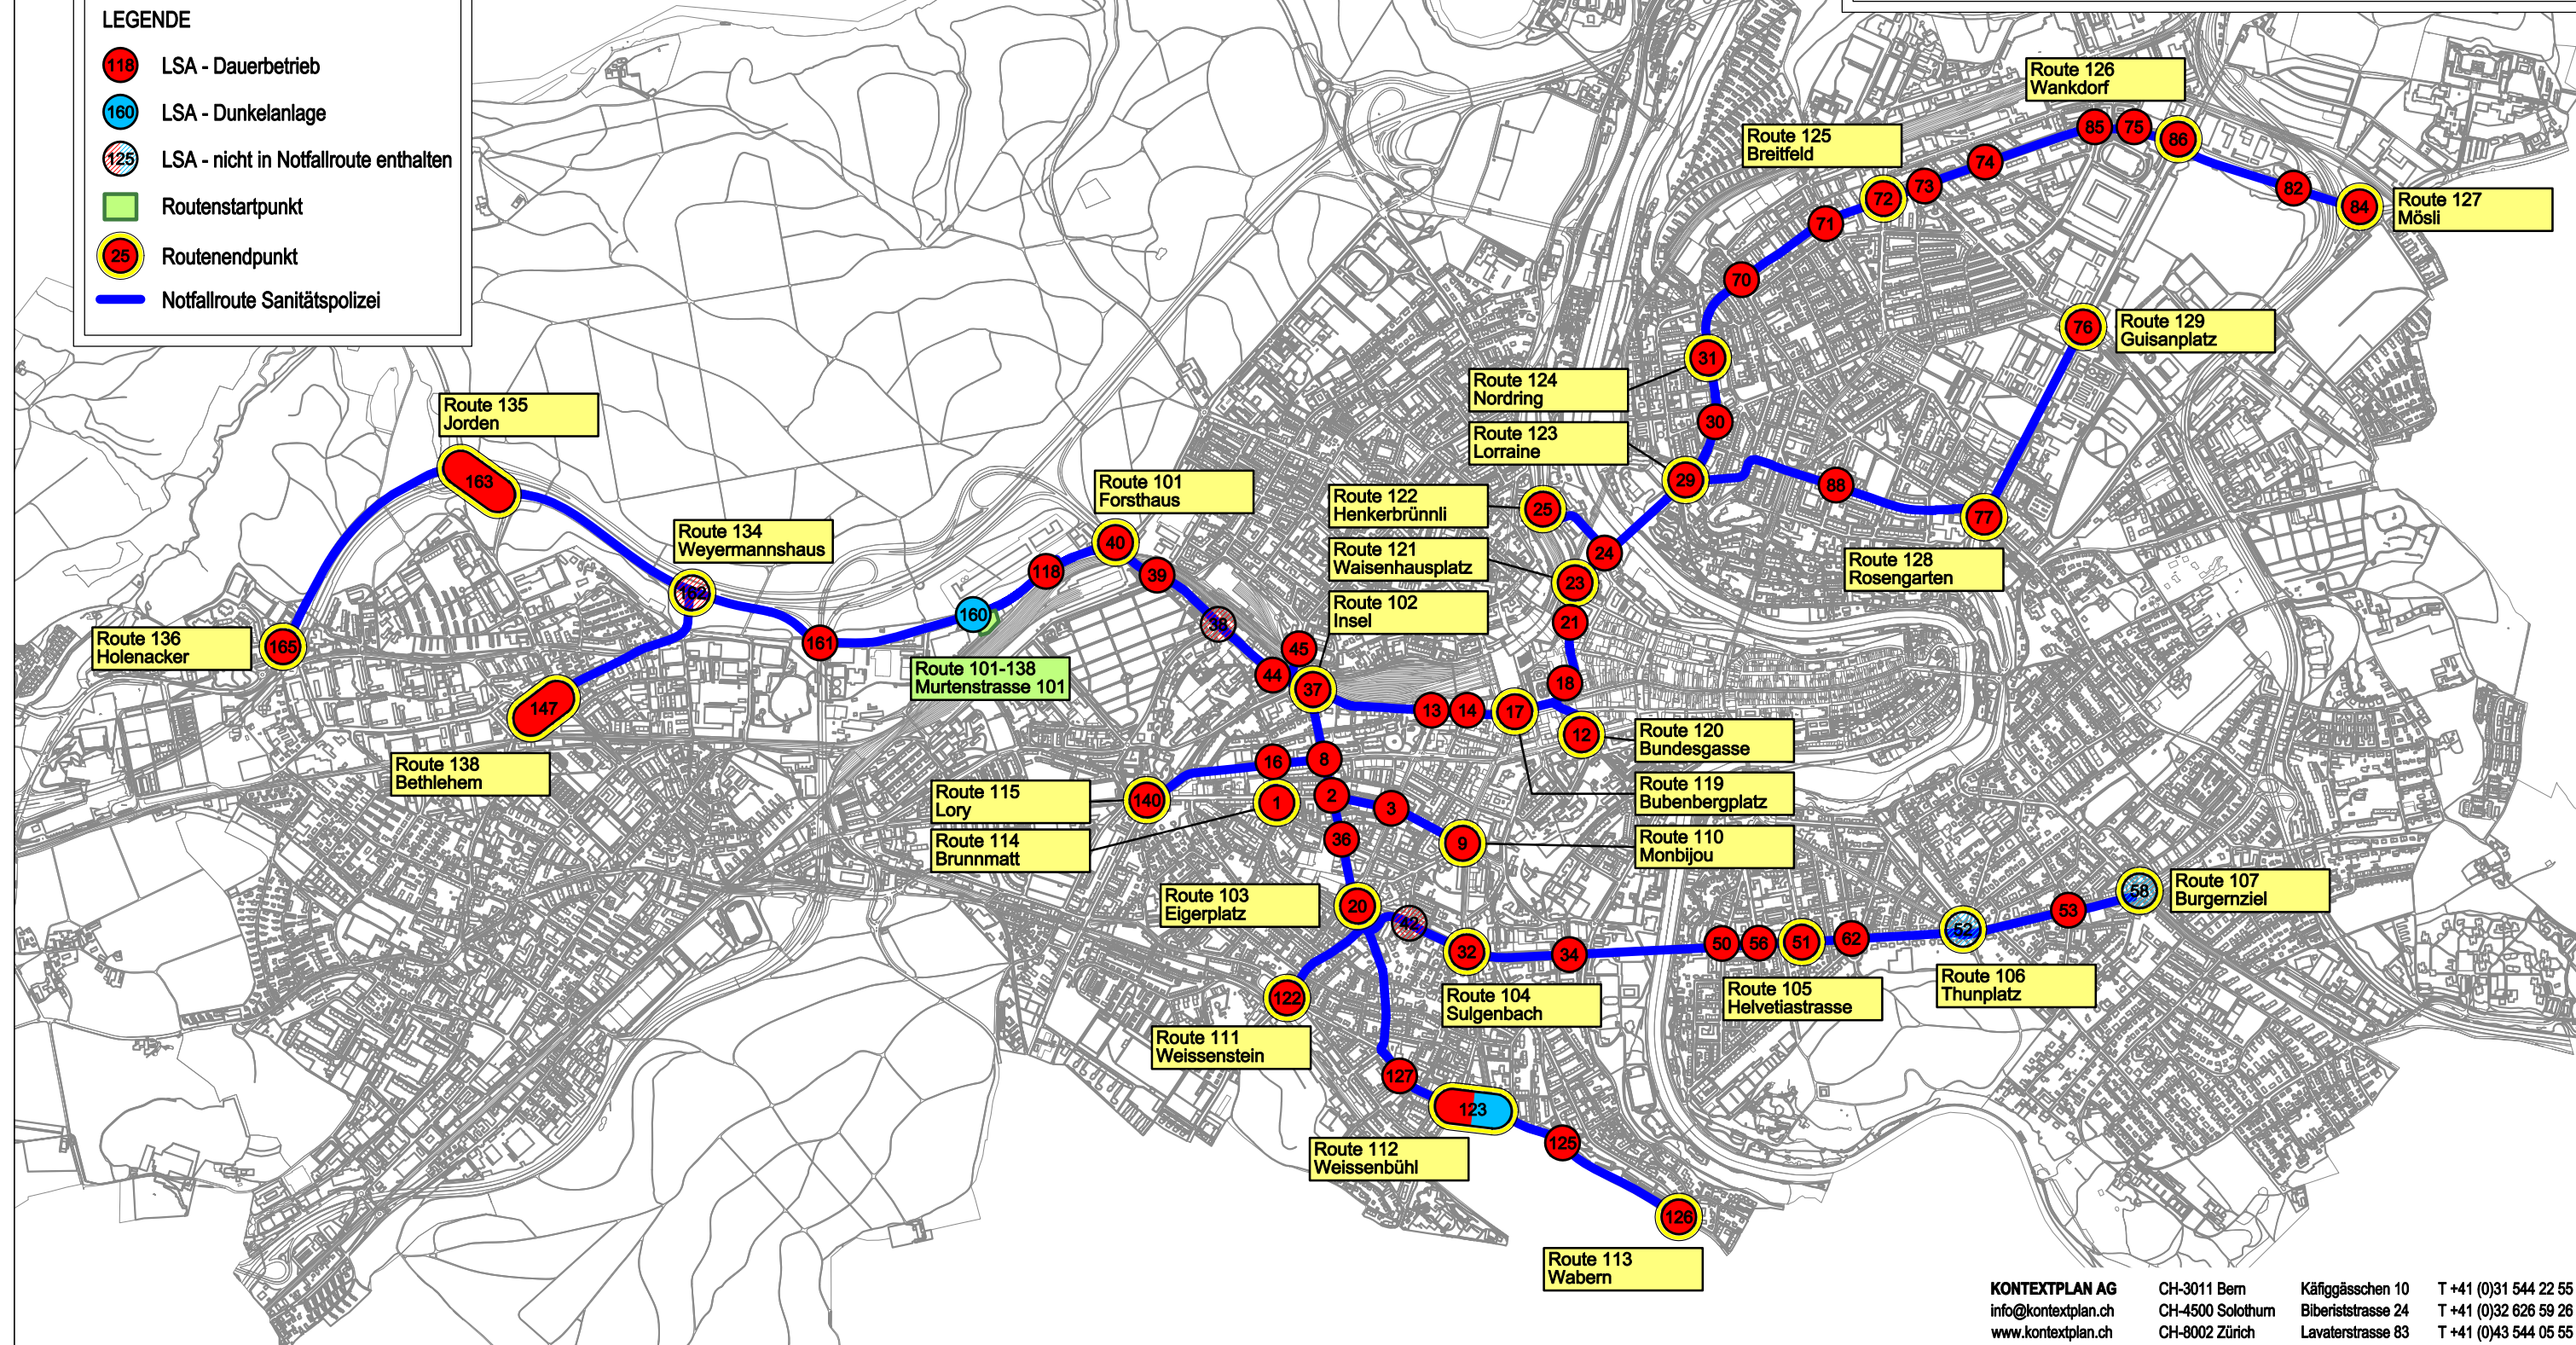 LEGENDE
118 LSA - Dauerbetrieb
160 LSA - Dunkelanlage
125 LSA - nicht in Notfallroute enthalten
Routenstartpunkt
25 Routenendpunkt
Notfallroute Sanitätspolizei
Route 126
Wankdorf
85 75 86
Route 125
Breitfeld
74
73
72
82
84
Route 127
Mösli
71
70
76
Route 129
Guisanplatz
31
Route 124
Nordring
30
Route 123
Lorraine
29
88
77
Route 128
Rosengarten
Route 135
Jorden
163
Route 134
Weyermannshaus
162
Route 101
Forsthaus
40
118
39
Route 122
Henkerbrünnli
25
24
Route 121
Waisenhausplatz
23
Route 102
Insel
21
160
38
161
Route 136
Holenacker
165
45
44
37
18
Route 101-138
Murtenstrasse 101
147
13 14 17
12
Route 120
Bundesgasse
Route 138
Bethlehem
16
8
Route 115
Lory
140
1
2
3
Route 119
Bubenbergplatz
Route 114
Brunnmatt
36
9
Route 110
Monbijou
Route 103
Eigerplatz
20
42
58
Route 107
Burgernziel
53
32
34
50 56 51 62
52
Route 104
Sulgenbach
Route 105
Helvetiastrasse
Route 106
Thunplatz
122
Route 111
Weissenstein
127
123
125
Route 112
Weissenbühl
126
Route 113
Wabern
KONTEXTPLAN AG CH-3011 Bern Käfiggässchen 10 T +41 (0)31 544 22 55
info@kontextplan.ch CH-4500 Solothurn Biberiststrasse 24 T +41 (0)32 626 59 26
www.kontextplan.ch CH-8002 Zürich Lavaterstrasse 83 T +41 (0)43 544 05 55